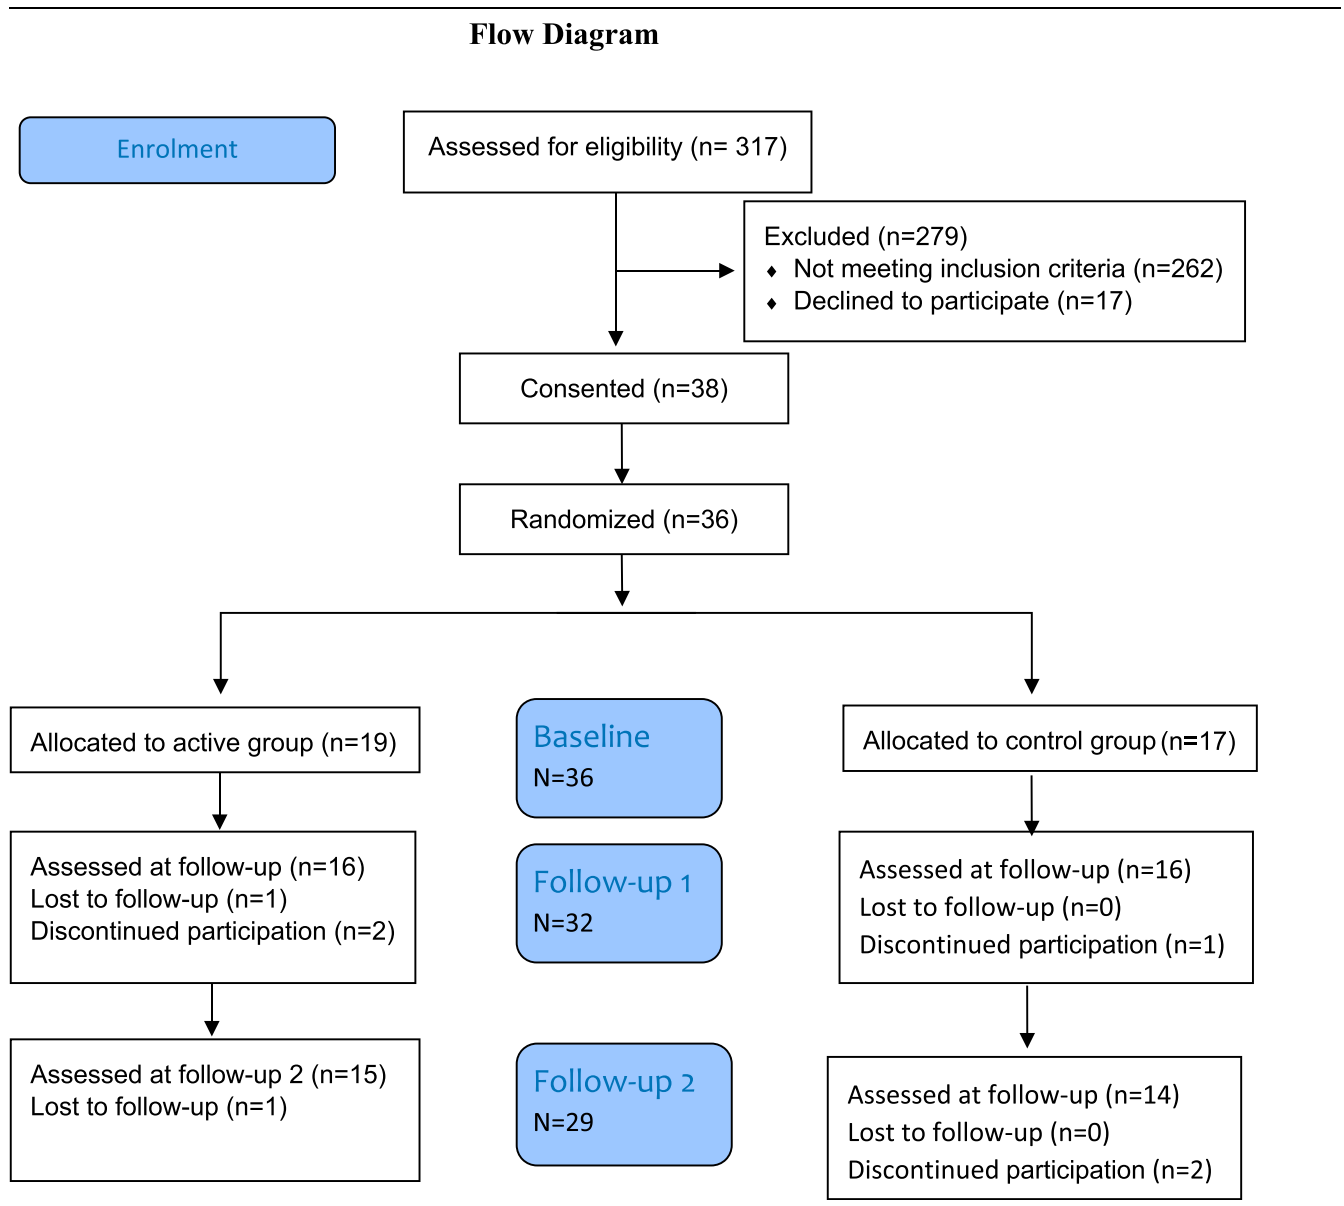 Flow Diagram
Enrolment
Assessed for eligibility (n= 317)
Excluded (n=279)
♦ Not meeting inclusion criteria (n=262)
♦ Declined to participate (n=17)
Consented (n=38)
Randomized (n=36)
Allocated to active group (n=19)
Baseline
N=36
Allocated to control group (n=17)
Assessed at follow-up (n=16)
Lost to follow-up (n=1)
Discontinued participation (n=2)
Follow-up 1
N=32
Assessed at follow-up (n=16)
Lost to follow-up (n=0)
Discontinued participation (n=1)
Assessed at follow-up 2 (n=15)
Lost to follow-up (n=1)
Follow-up 2
N=29
Assessed at follow-up (n=14)
Lost to follow-up (n=0)
Discontinued participation (n=2)